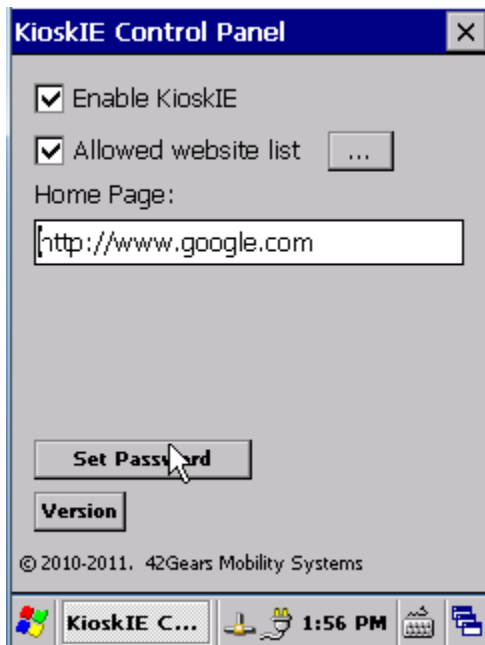 KioskIE Control Panel
Enable KioskIE
Allowed website list ...
Home Page:
http://www.google.com
Set Password
Version
© 2010-2011. 42Gears Mobility Systems
KioskIE C... 1:56 PM